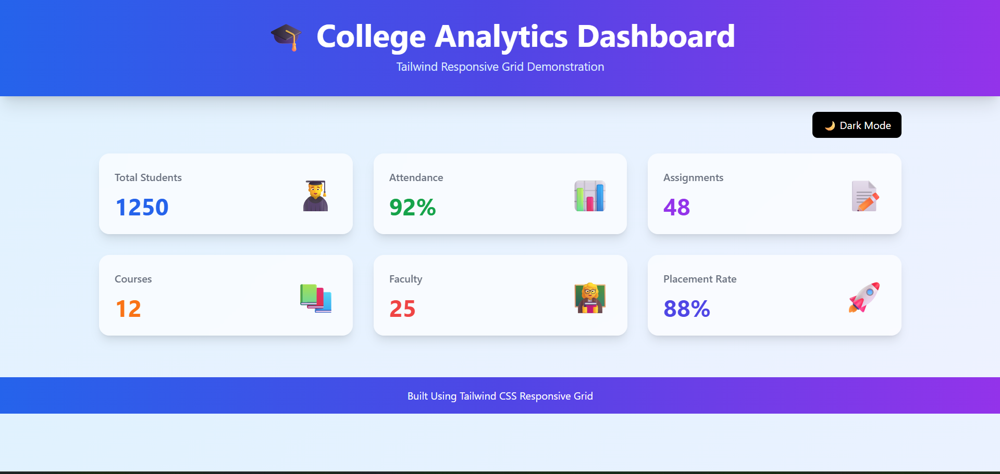 College Analytics Dashboard
Tailwind Responsive Grid Demonstration
Dark Mode
Total Students
1250
Attendance
92%
Assignments
48
Courses
12
Faculty
25
Placement Rate
88%
Built Using Tailwind CSS Responsive Grid